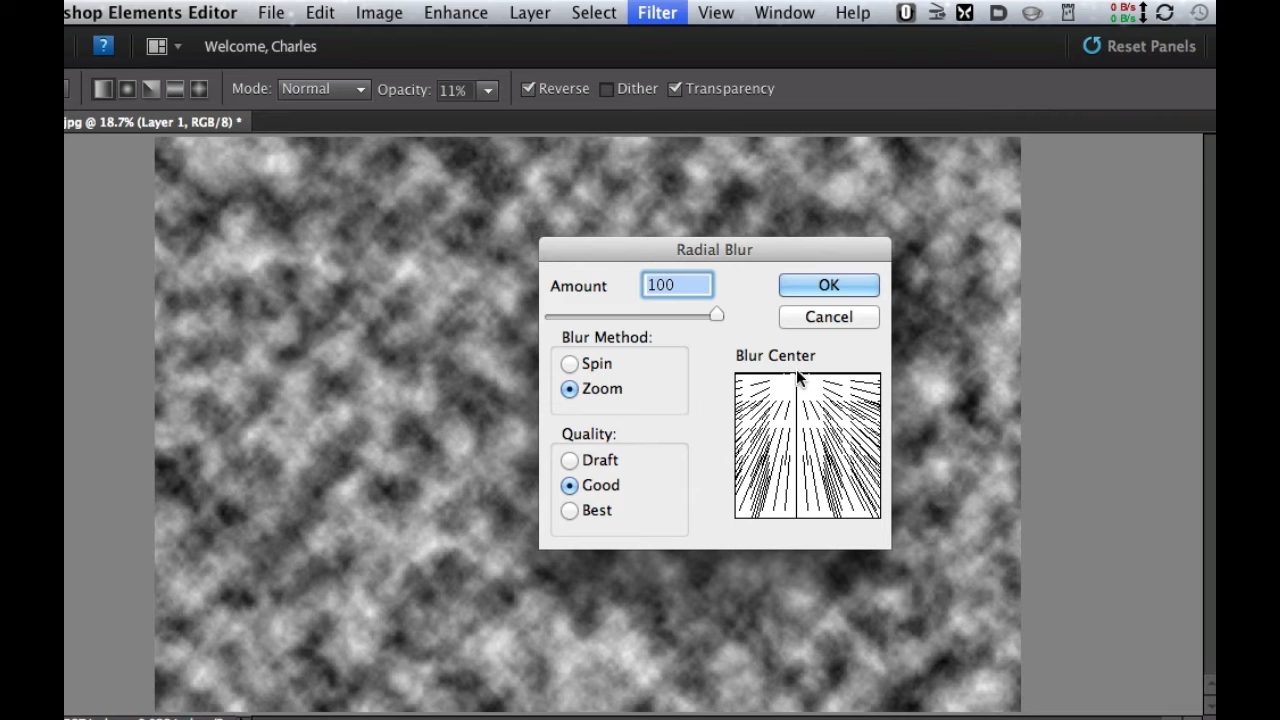 shop Elements Editor File Edit Image Enhance Layer Select Filter View Window Help 0 B/s
0 B/s
? Welcome, Charles Reset Panels
Mode: Normal Opacity: 11% Reverse Dither Transparency
jpg @ 18.7% (Layer 1, RGB/8) *
Radial Blur
Amount 100 OK
Cancel
Blur Method: Blur Center
Spin
Zoom
Quality:
Draft
Good
Best